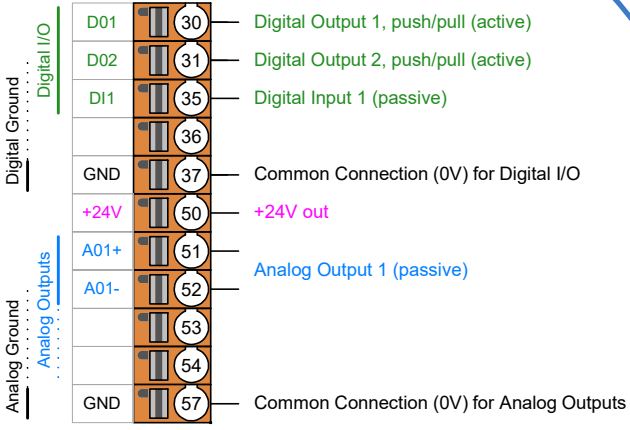 D01 30 Digital Output 1, push/pull (active)
D02 31 Digital Output 2, push/pull (active)
DI1 35 Digital Input 1 (passive)
36
GND 37 Common Connection (0V) for Digital I/O
+24V 50 +24V out
A01+ 51
Analog Output 1 (passive)
A01- 52
53
54
GND 57 Common Connection (0V) for Analog Outputs
Digital I/O
Digital Ground
Analog Outputs
Analog Ground